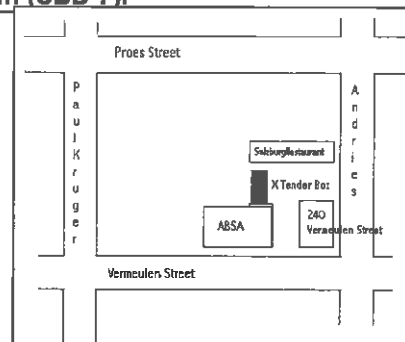 Proes Street
Paul Kruger
Andries
Salzburg Restaurant
X Tender Box
ABSA
240
Vermeulen Street
Vermeulen Street